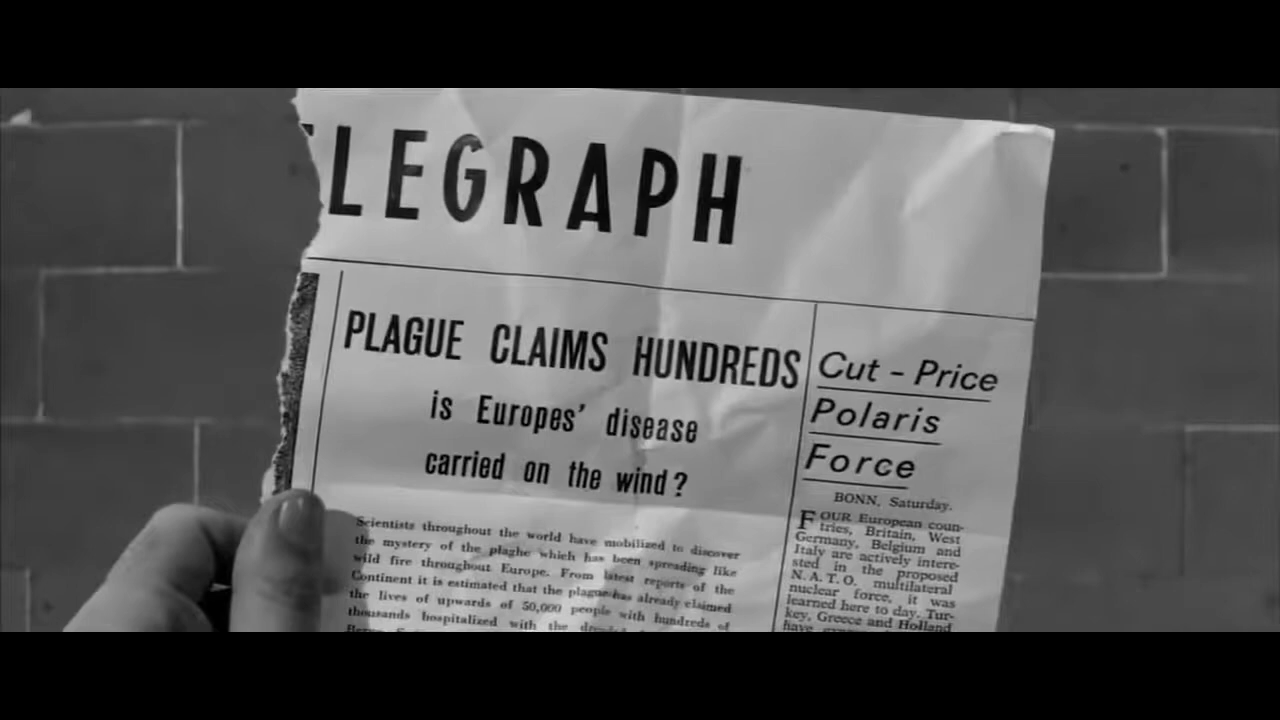 LEGRAPH
PLAGUE CLAIMS HUNDREDS
is Europes' disease
carried on the wind?
Scientists throughout the world have mobilized to discover
the mystery of the plaghe which has been spreading like
wild fire throughout Europe. From latest reports of the
Continent it is estimated that the plague has already claimed
the lives of upwards of 50,000 people with hundreds of
thousands hospitalized with the
Cut - Price
Polaris
Force
BONN, Saturday.
FOUR European coun-
tries, Britain, West
Germany, Belgium and
Italy are actively intere-
sted in the proposed
N.A.T.O. multilateral
nuclear force, it was
learned here to day. Tur-
key, Greece and Holland
have